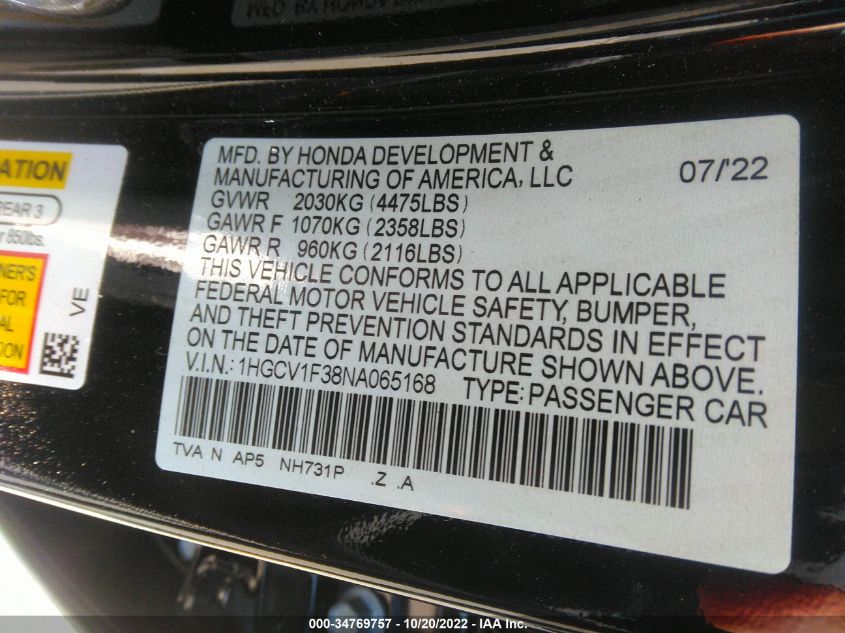 MFD. BY HONDA DEVELOPMENT &
MANUFACTURING OF AMERICA, LLC 07/'22
GVWR 2030KG (4475LBS)
GAWR F 1070KG (2358LBS)
GAWR R 960KG (2116LBS)
THIS VEHICLE CONFORMS TO ALL APPLICABLE
FEDERAL MOTOR VEHICLE SAFETY, BUMPER,
AND THEFT PREVENTION STANDARDS IN EFFECT
ON THE DATE OF MANUFACTURE SHOWN ABOVE.
V.I.N.: 1HGCV1F38NA065168 TYPE: PASSENGER CAR
TVA N AP5 NH731P .Z .A
REAR 3
850lbs.
FOR
VE
000-34769757 - 10/20/2022 - IAA Inc.